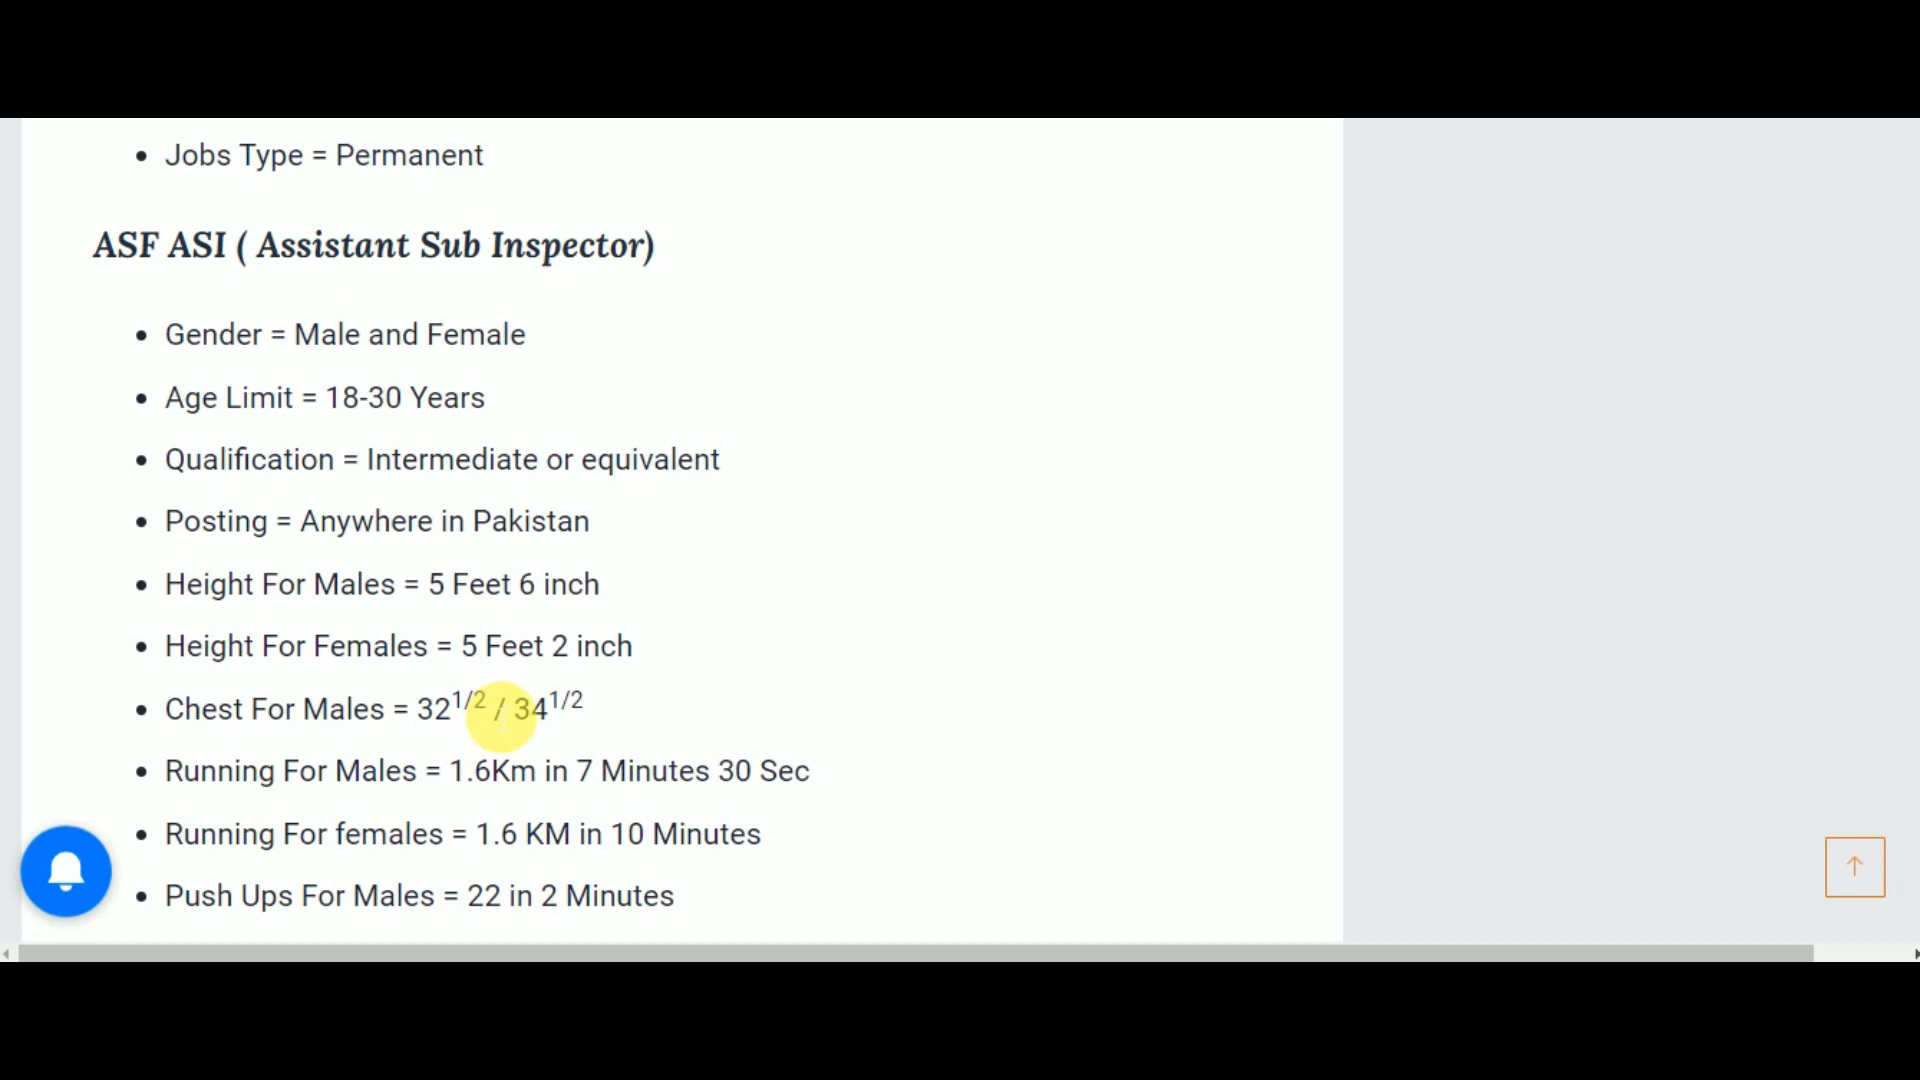 Jobs Type = Permanent
ASF ASI ( Assistant Sub Inspector)
Gender = Male and Female
Age Limit = 18-30 Years
Qualification = Intermediate or equivalent
Posting = Anywhere in Pakistan
Height For Males = 5 Feet 6 inch
Height For Females = 5 Feet 2 inch
Chest For Males = 32^1/2 / 34^1/2
Running For Males = 1.6Km in 7 Minutes 30 Sec
Running For females = 1.6 KM in 10 Minutes
Push Ups For Males = 22 in 2 Minutes